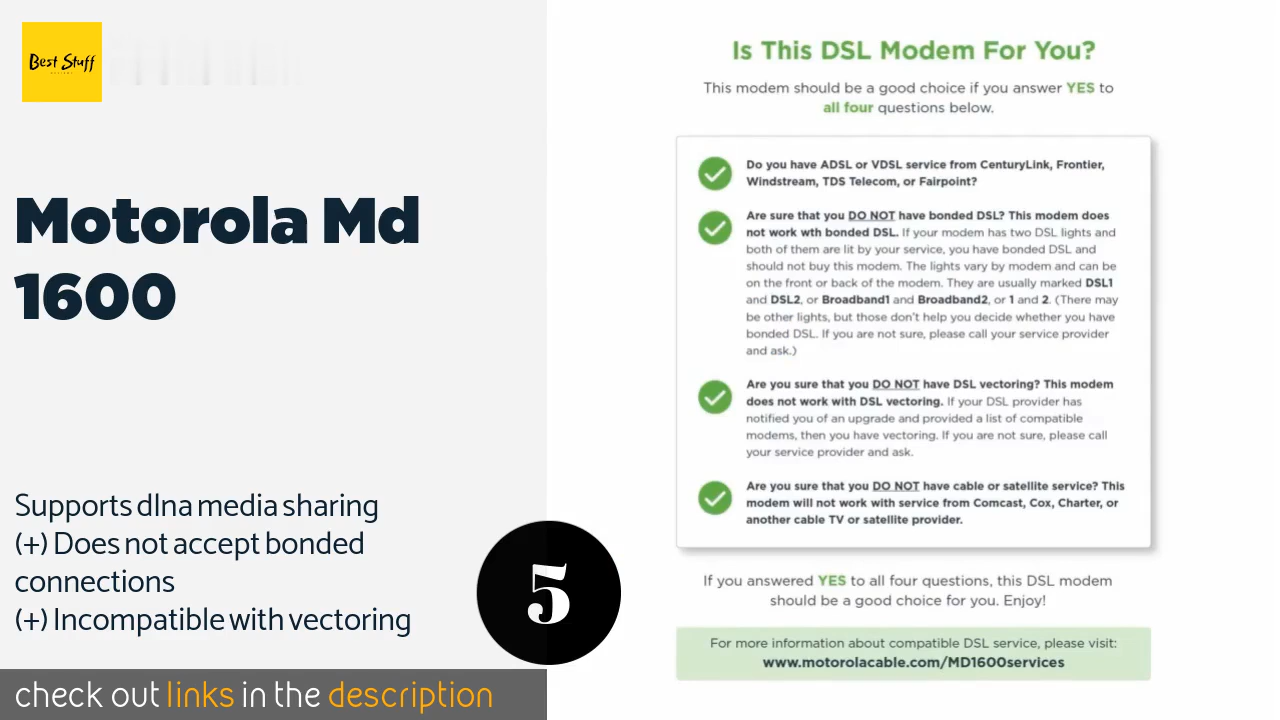 Best Stuff
Motorola Md
1600
Supports dlna media sharing
(+) Does not accept bonded
connections
(+) Incompatible with vectoring
5
check out links in the description
Is This DSL Modem For You?
This modem should be a good choice if you answer YES to
all four questions below.
Do you have ADSL or VDSL service from CenturyLink, Frontier,
Windstream, TDS Telecom, or Fairpoint?
Are sure that you DO NOT have bonded DSL? This modem does
not work wth bonded DSL. If your modem has two DSL lights and
both of them are lit by your service, you have bonded DSL and
should not buy this modem. The lights vary by modem and can be
on the front or back of the modem. They are usually marked DSL1
and DSL2, or Broadband1 and Broadband2, or 1 and 2. (There may
be other lights, but those don't help you decide whether you have
bonded DSL. If you are not sure, please call your service provider
and ask.)
Are you sure that you DO NOT have DSL vectoring? This modem
does not work with DSL vectoring. If your DSL provider has
notified you of an upgrade and provided a list of compatible
modems, then you have vectoring. If you are not sure, please call
your service provider and ask.
Are you sure that you DO NOT have cable or satellite service? This
modem will not work with service from Comcast, Cox, Charter, or
another cable TV or satellite provider.
If you answered YES to all four questions, this DSL modem
should be a good choice for you. Enjoy!
For more information about compatible DSL service, please visit:
www.motorolacable.com/MD1600services